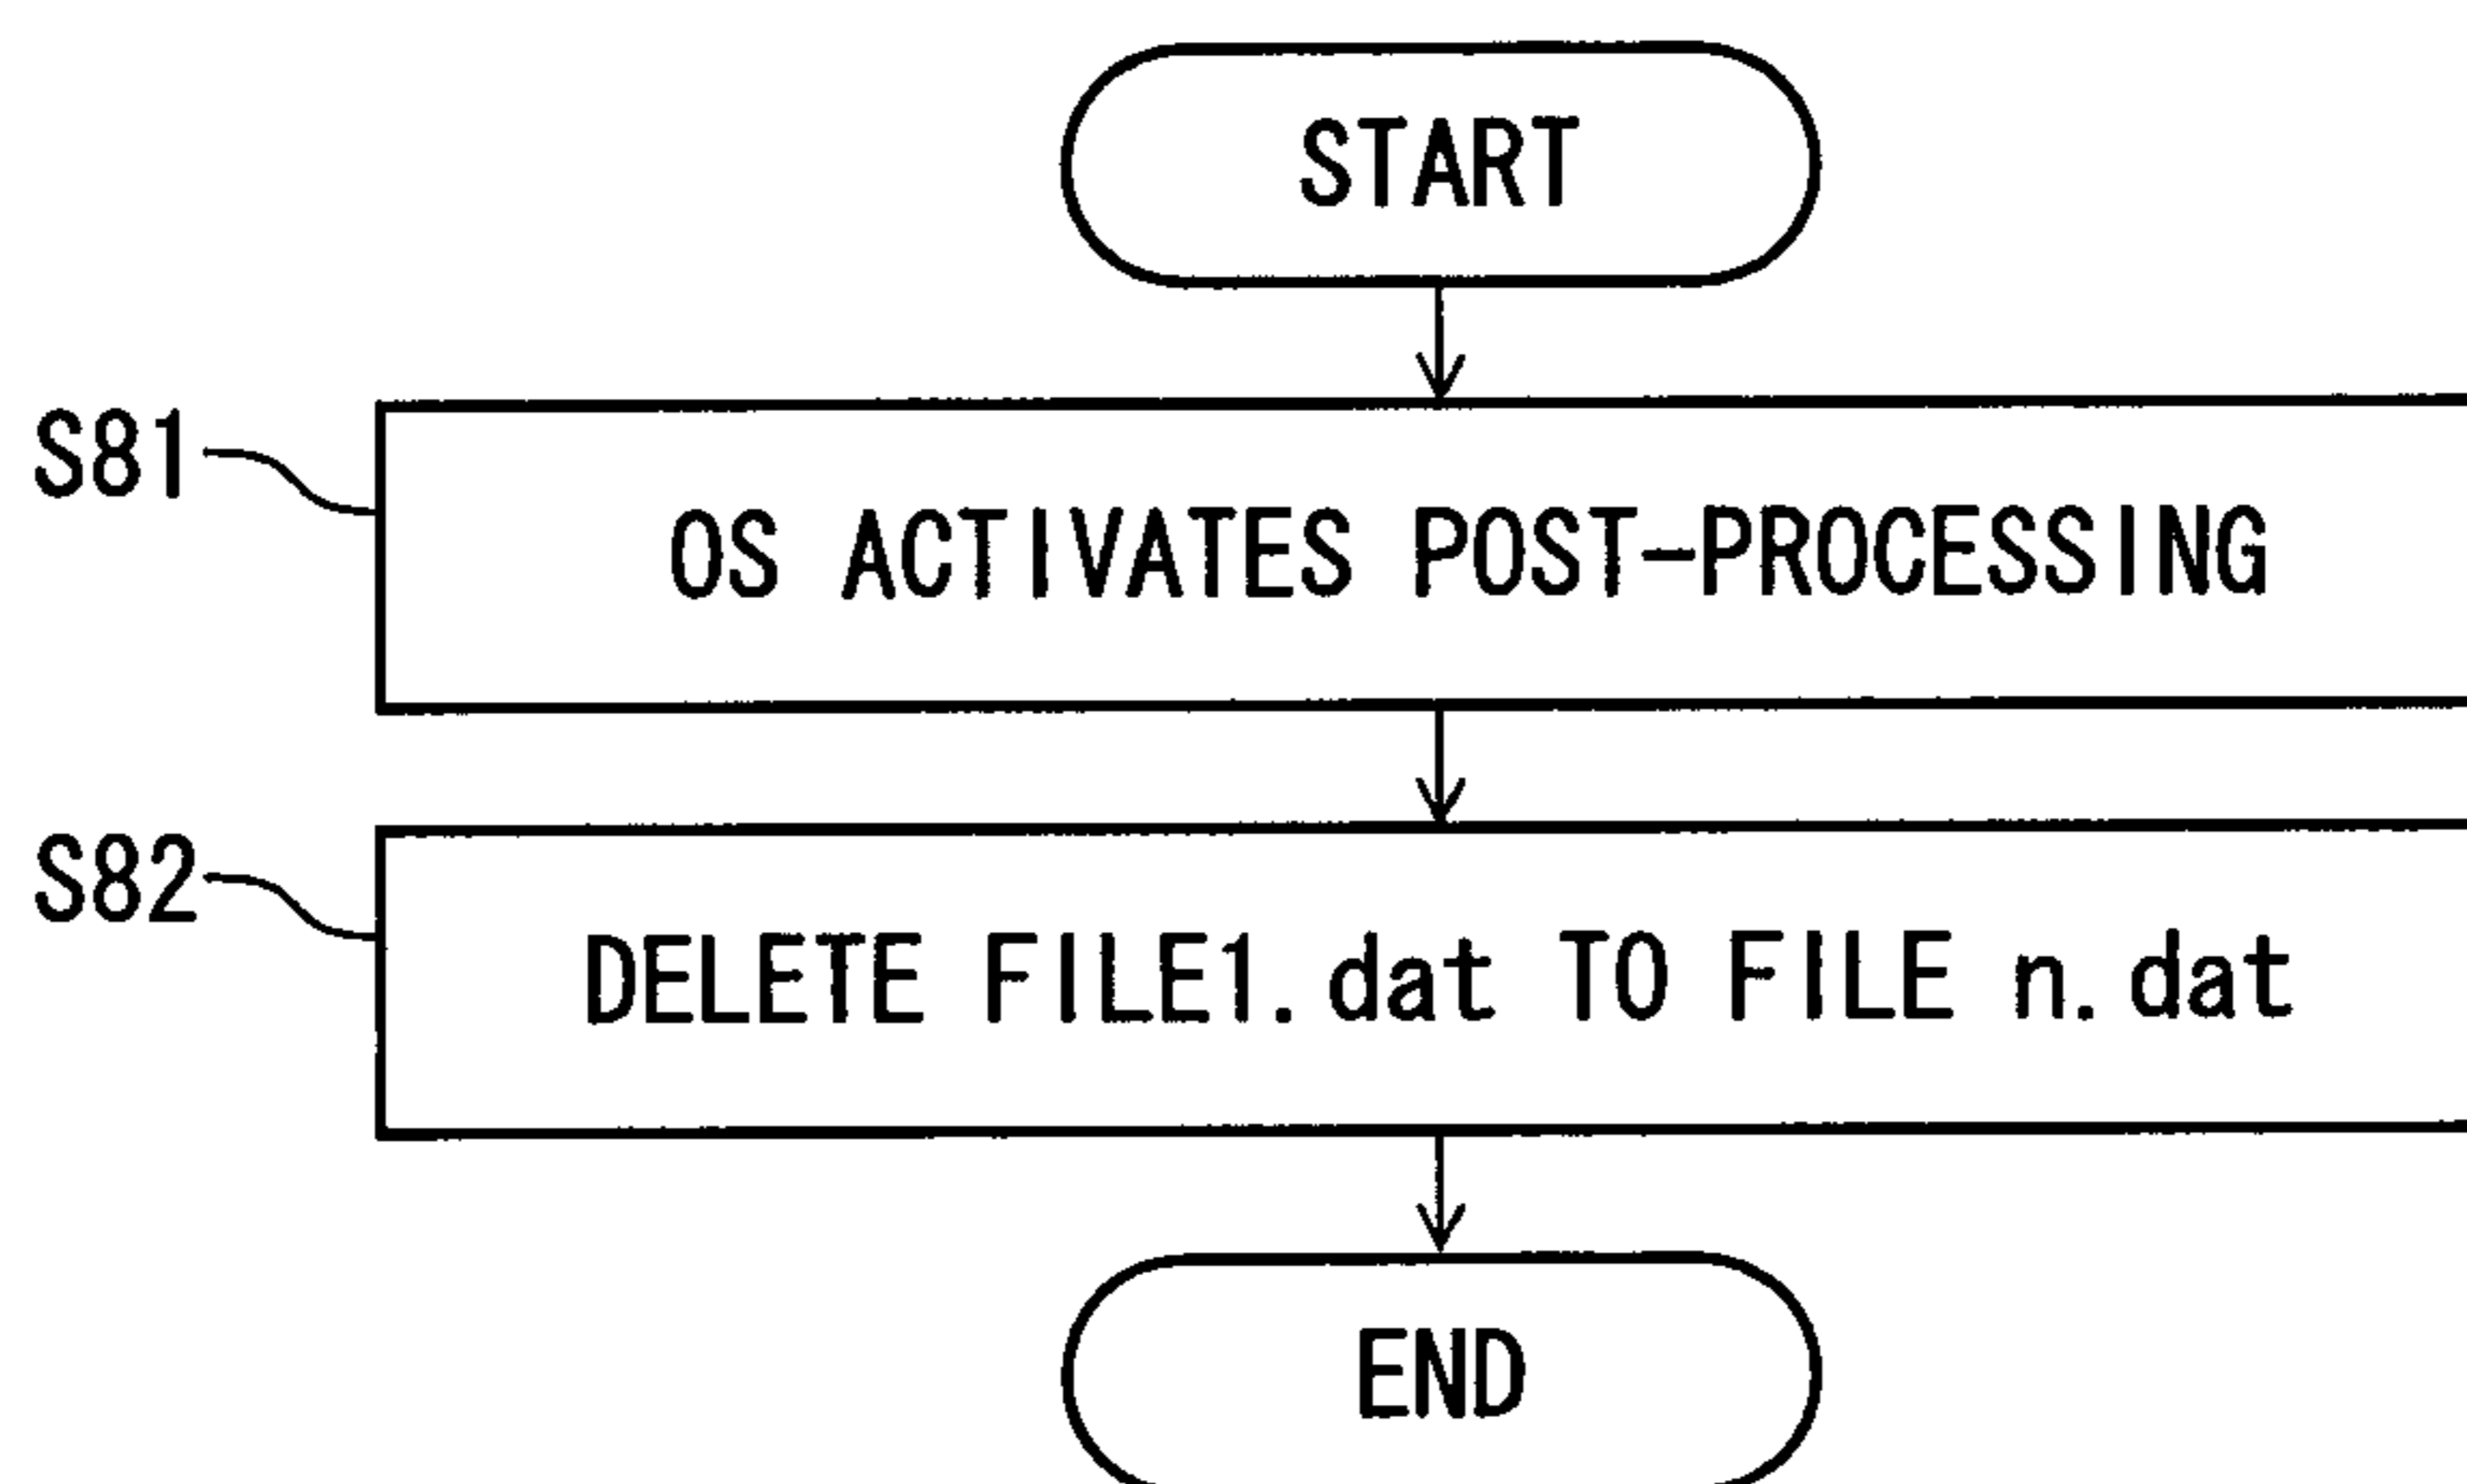 START
S81
OS ACTIVATES POST-PROCESSING
S82
DELETE FILE1.dat TO FILE n.dat
END